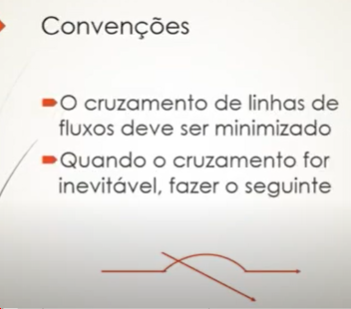 Convenções
O cruzamento de linhas de
fluxos deve ser minimizado
Quando o cruzamento for
inevitável, fazer o seguinte